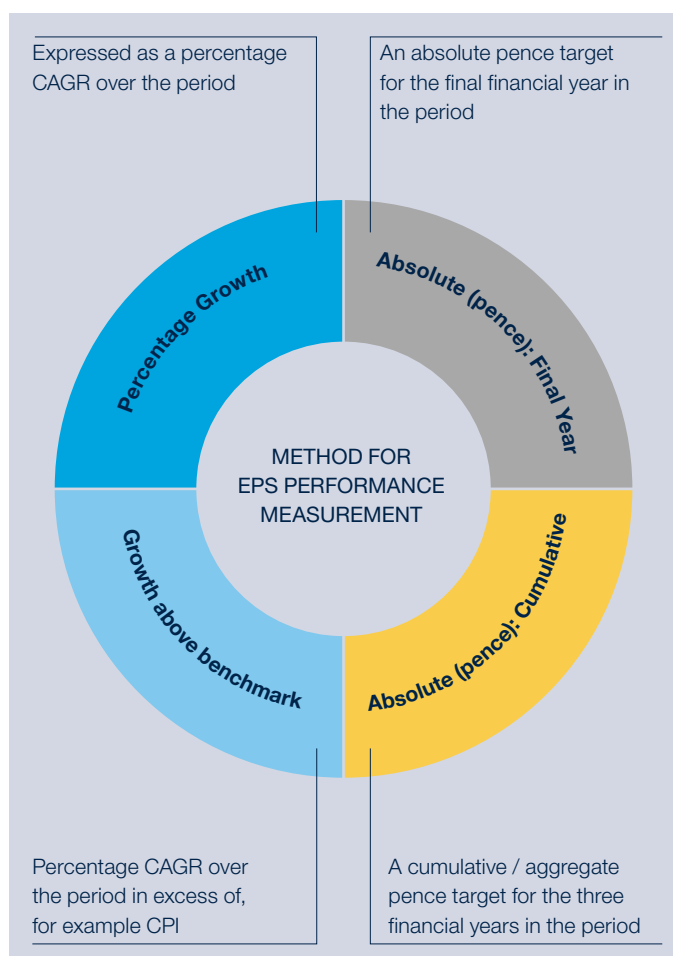 Expressed as a percentage
CAGR over the period
An absolute pence target
for the final financial year in
the period
Percentage Growth
Absolute (pence): Final Year
METHOD FOR
EPS PERFORMANCE
MEASUREMENT
Growth above benchmark
Absolute (pence): Cumulative
Percentage CAGR over
the period in excess of,
for example CPI
A cumulative / aggregate
pence target for the three
financial years in the period